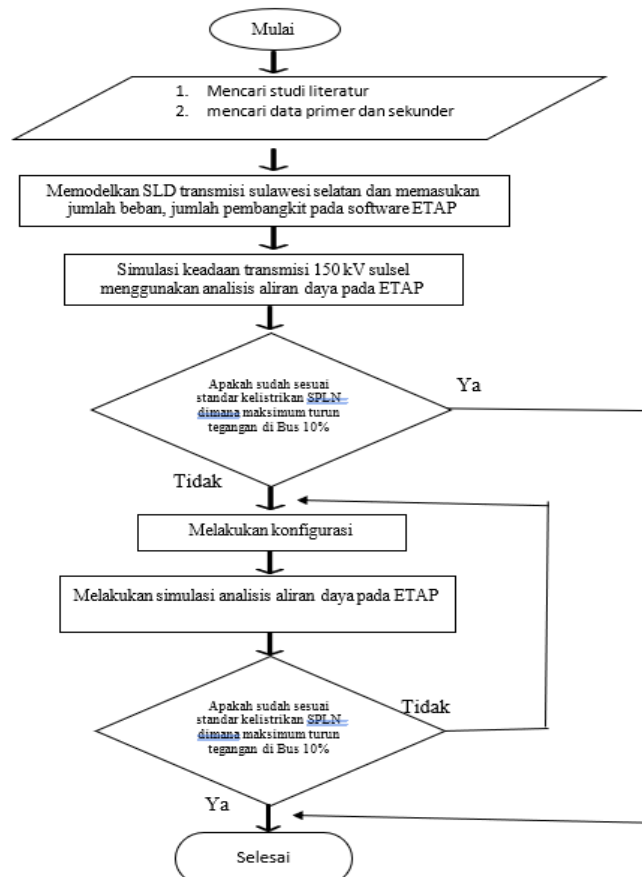 Mulai
1. Mencari studi literatur
2. mencari data primer dan sekunder
Memodelkan SLD transmisi sulawesi selatan dan memasukan
jumlah beban, jumlah pembangkit pada software ETAP
Simulasi keadaan transmisi 150 kV sulsel
menggunakan analisis aliran daya pada ETAP
Apakah sudah sesuai
standar kelistrikan SPLN
dimana maksimum turun
tegangan di Bus 10%
Ya
Tidak
Melakukan konfigurasi
Melakukan simulasi analisis aliran daya pada ETAP
Apakah sudah sesuai
standar kelistrikan SPLN
dimana maksimum turun
tegangan di Bus 10%
Tidak
Ya
Selesai